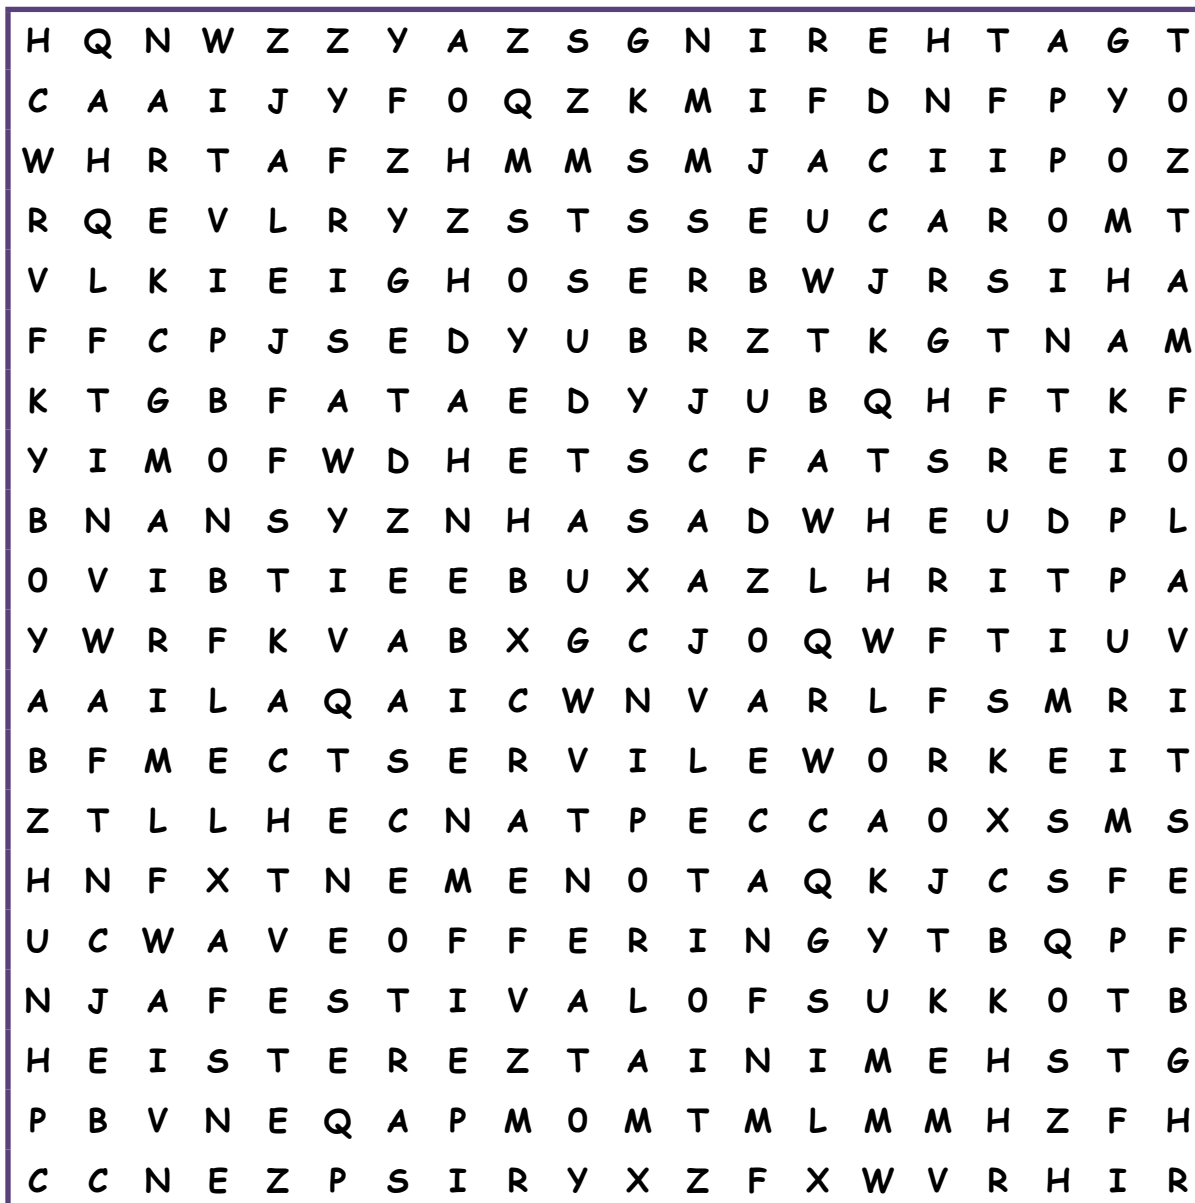 H Q N W Z Z Y A Z S G N I R E H T A G T
C A A I J Y F O Q Z K M I F D N F P Y O
W H R T A F Z H M M S M J A C I I P O Z
R Q E V L R Y Z S T S S E U C A R O M T
V L K I E I G H O S E R B W J R S I H A
F F C P J S E D Y U B R Z T K G T N A M
K T G B F A T A E D Y J U B Q H F T K F
Y I M O F W D H E T S C F A T S R E I O
B N A N S Y Z N H A S A D W H E U D P L
O V I B T I E E B U X A Z L H R I T P A
Y W R F K V A B X G C J O Q W F T I U V
A A I L A Q A I C W N V A R L F S M R I
B F M E C T S E R V I L E W O R K E I T
Z T L L H E C N A T P E C C A O X S M S
H N F X T N E M E N O T A Q K J C S F E
U C W A V E O F F E R I N G Y T B Q P F
N J A F E S T I V A L O F S U K K O T B
H E I S T E R E Z T A I N I M E H S T G
P B V N E Q A P M O M T M L M M H Z F H
C C N E Z P S I R Y X Z F X W V R H I R